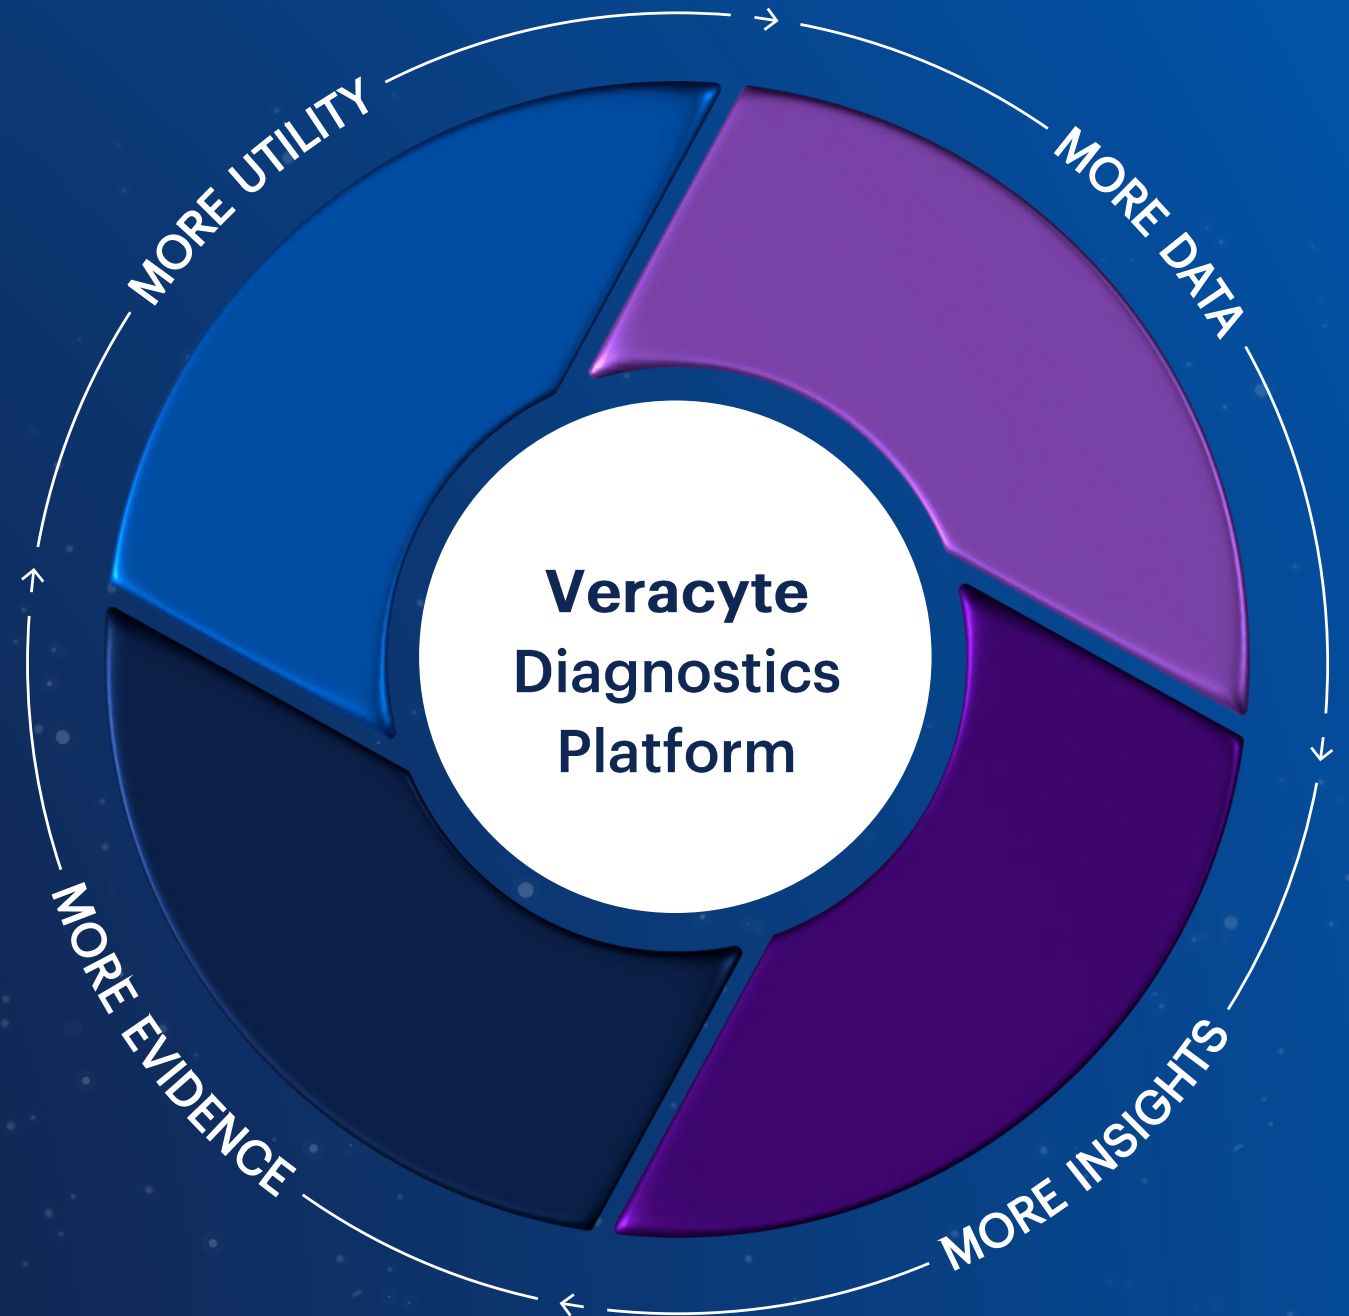 MORE UTILITY
MORE DATA
Veracyte
Diagnostics
Platform
MORE EVIDENCE
MORE INSIGHTS